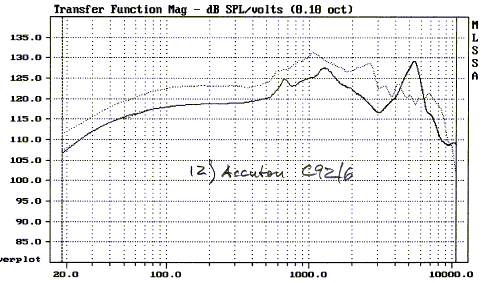 Transfer Function Mag - dB SPL/volts (0.10 oct)
M
L
S
S
A
135.0
130.0
125.0
120.0
115.0
110.0
105.0
100.0
95.0
90.0
85.0
12) Accuton C92/6
verplot
20.0 100.0 1000.0 10000.0